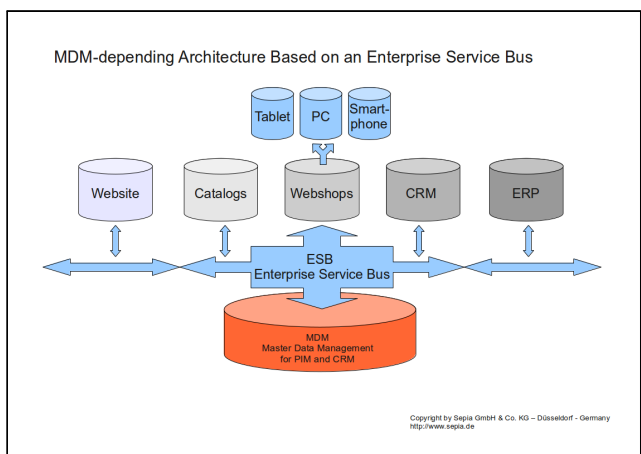 MDM-depending Architecture Based on an Enterprise Service Bus
Tablet
PC
Smart-
phone
Website
Catalogs
Webshops
CRM
ERP
ESB
Enterprise Service Bus
MDM
Master Data Management
for PIM and CRM
Copyright by Sepia GmbH & Co. KG – Düsseldorf - Germany
http://www.sepia.de